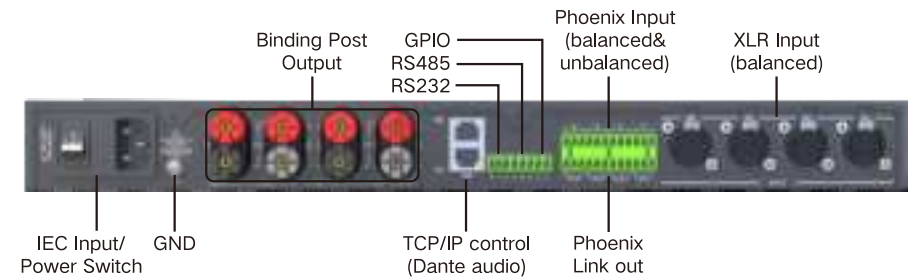 Binding Post
Output
GPIO
RS485
RS232
Phoenix Input
(balanced&
unbalanced)
XLR Input
(balanced)
IEC Input/
Power Switch
GND
TCP/IP control
(Dante audio)
Phoenix
Link out